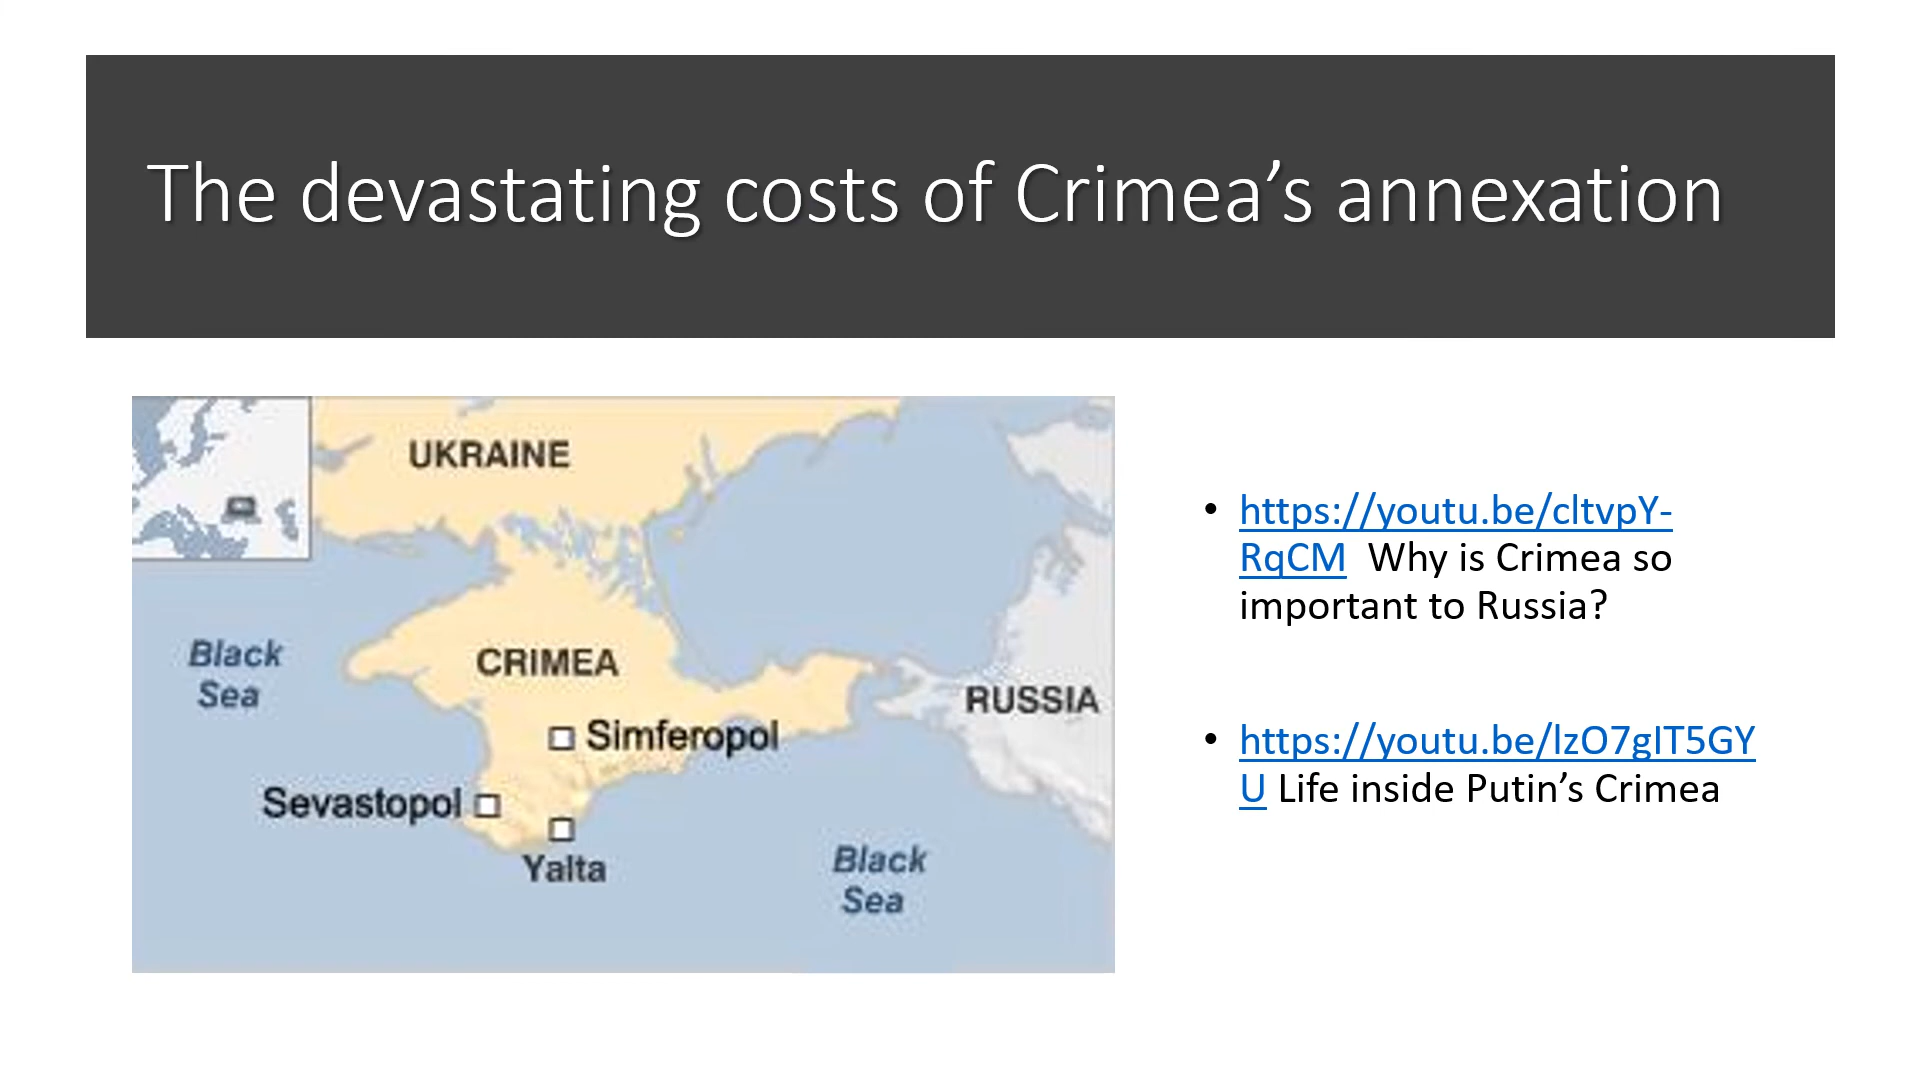 The devastating costs of Crimea’s annexation
UKRAINE
Black
Sea
CRIMEA
RUSSIA
Simferopol
Sevastopol
Yalta
Black
Sea
• https://youtu.be/cltvpY-
RqCM  Why is Crimea so
important to Russia?
• https://youtu.be/lzO7gIT5GY
U Life inside Putin’s Crimea